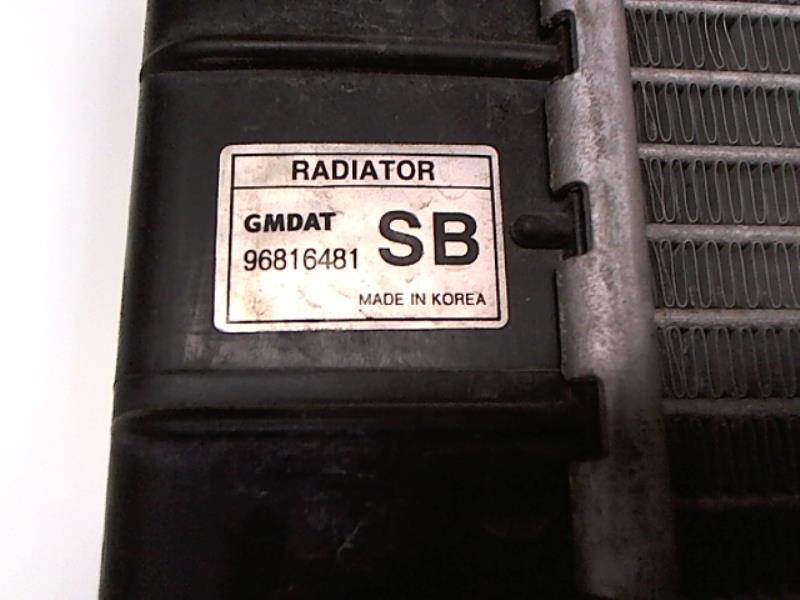 RADIATOR
GMDAT
96816481
SB
MADE IN KOREA